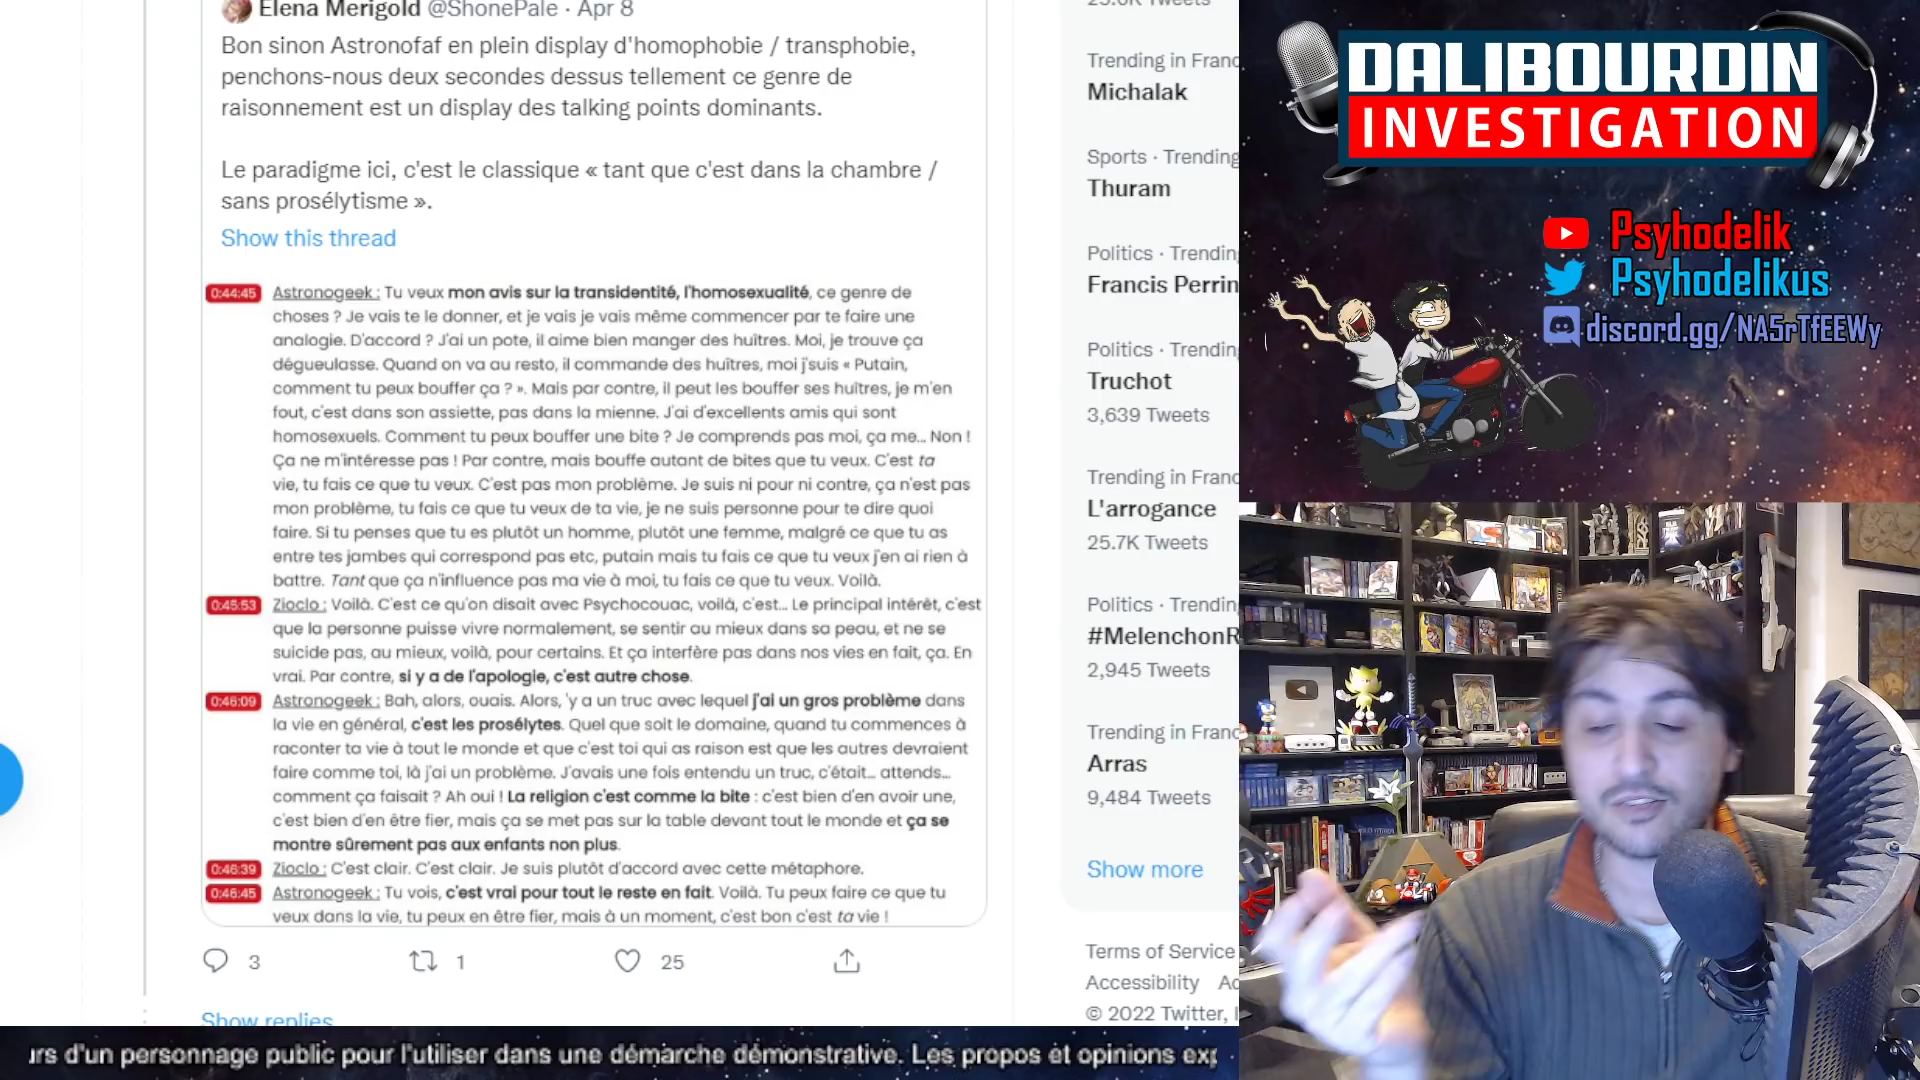 Elena Merigold @ShonePale · Apr 8
Bon sinon Astronofaf en plein display d'homophobie / transphobie,
penchons-nous deux secondes dessus tellement ce genre de
raisonnement est un display des talking points dominants.
Le paradigme ici, c'est le classique « tant que c'est dans la chambre /
sans prosélytisme ».
Show this thread
0:44:45 Astronogeek : Tu veux mon avis sur la transidentité, l'homosexualité, ce genre de
choses ? Je vais te le donner, et je vais je vais même commencer par te faire une
analogie. D'accord ? J'ai un pote, il aime bien manger des huîtres. Moi, je trouve ça
dégueulasse. Quand on va au resto, il commande des huîtres, moi j'suis « Putain,
comment tu peux bouffer ça ? ». Mais par contre, il peut les bouffer ses huîtres, je m'en
fout, c'est dans son assiette, pas dans la mienne. J'ai d'excellents amis qui sont
homosexuels. Comment tu peux bouffer une bite ? Je comprends pas moi, ça me... Non !
Ça ne m'intéresse pas ! Par contre, mais bouffe autant de bites que tu veux. C'est ta
vie, tu fais ce que tu veux. C'est pas mon problème. Je suis ni pour ni contre, ça n'est pas
mon problème, tu fais ce que tu veux de ta vie, je ne suis personne pour te dire quoi
faire. Si tu penses que tu es plutôt un homme, plutôt une femme, malgré ce que tu as
entre tes jambes qui correspond pas etc, putain mais tu fais ce que tu veux j'en ai rien à
battre. Tant que ça n'influence pas ma vie à moi, tu fais ce que tu veux. Voilà.
0:45:53 Zioclo : Voilà. C'est ce qu'on disait avec Psychocouac, voilà, c'est... Le principal intérêt, c'est
que la personne puisse vivre normalement, se sentir au mieux dans sa peau, et ne se
suicide pas, au mieux, voilà, pour certains. Et ça interfère pas dans nos vies en fait, ça. En
vrai. Par contre, si y a de l'apologie, c'est autre chose.
0:46:09 Astronogeek : Bah, alors, ouais. Alors, 'y a un truc avec lequel j'ai un gros problème dans
la vie en général, c'est les prosélytes. Quel que soit le domaine, quand tu commences à
raconter ta vie à tout le monde et que c'est toi qui as raison est que les autres devraient
faire comme toi, là j'ai un problème. J'avais une fois entendu un truc, c'était... attends...
comment ça faisait ? Ah oui ! La religion c'est comme la bite : c'est bien d'en avoir une,
c'est bien d'en être fier, mais ça se met pas sur la table devant tout le monde et ça se
montre sûrement pas aux enfants non plus.
0:46:39 Zioclo : C'est clair. C'est clair. Je suis plutôt d'accord avec cette métaphore.
0:46:45 Astronogeek : Tu vois, c'est vrai pour tout le reste en fait. Voilà. Tu peux faire ce que tu
veux dans la vie, tu peux en être fier, mais à un moment, c'est bon c'est ta vie !
3 1 25
Show replies
Trending in Franc
Michalak
Sports · Trending
Thuram
Politics · Trending
Francis Perrin
Politics · Trending
Truchot
3,639 Tweets
Trending in Franc
L'arrogance
25.7K Tweets
Politics · Trending
#MelenchonR
2,945 Tweets
Trending in Franc
Arras
9,484 Tweets
Show more
Terms of Service
Accessibility
© 2022 Twitter,
DALIBOURDIN
INVESTIGATION
Psyhodelik
Psyhodelikus
discord.gg/NA5rTfEEWy
rs d'un personnage public pour l'utiliser dans une démarche démonstrative. Les propos et opinions exp